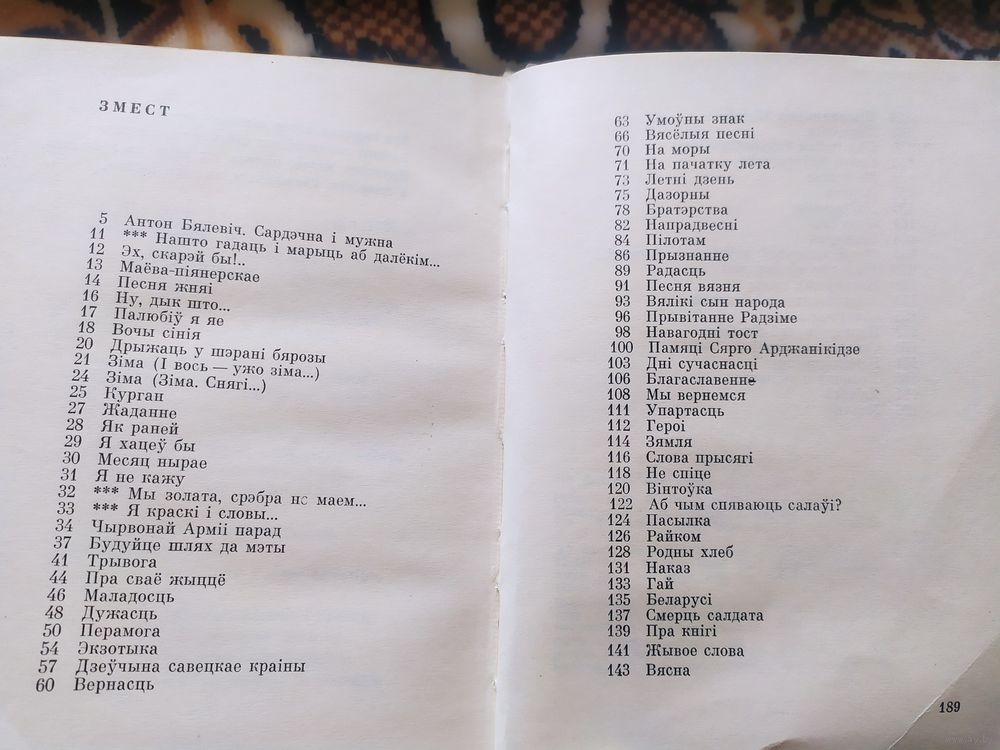 ЗМЕСТ
5 Антон Бялевіч. Сардэчна і мужна
11 *** Нашто гадаць і марыць аб далёкім...
12 Эх, скарэй бы!..
13 Маёва-піянерскае
14 Песня жняі
16 Ну, дык што...
17 Палюбіў я яе
18 Вочы сінія
20 Дрыжаць у шэрані бярозы
21 Зіма (І вось — ужо зіма...)
24 Зіма (Зіма. Снягі...)
25 Курган
27 Жаданне
28 Як раней
29 Я хацеў бы
30 Месяц нырае
31 Я не кажу
32 *** Мы золата, срэбра не маем...
33 *** Я краскі і словы...
34 Чырвонай Арміі парад
37 Будуйце шлях да мэты
41 Трывога
44 Пра сваё жыццё
46 Маладосць
48 Дужасць
50 Перамога
54 Экзотыка
57 Дзеўчына савецкае краіны
60 Вернасць
63 Умоўны знак
66 Вясёлыя песні
70 На моры
71 На пачатку лета
73 Летні дзень
75 Дазорны
78 Братэрства
82 Напрадвесні
84 Пілотам
86 Прызнанне
89 Радасць
91 Песня вязня
93 Вялікі сын народа
96 Прывітанне Радзіме
98 Навагодні тост
100 Памяці Сярго Арджанікідзе
103 Дні сучаснасці
106 Благаславенне
108 Мы вернемся
111 Упартасць
112 Героі
114 Зямля
116 Слова прысягі
118 Не спіце
120 Вінтоўка
122 Аб чым спяваюць салаўі?
124 Пасылка
126 Райком
128 Родны хлеб
131 Наказ
133 Гай
135 Беларусі
137 Смерць салдата
139 Пра кнігі
141 Жывое слова
143 Вясна
189